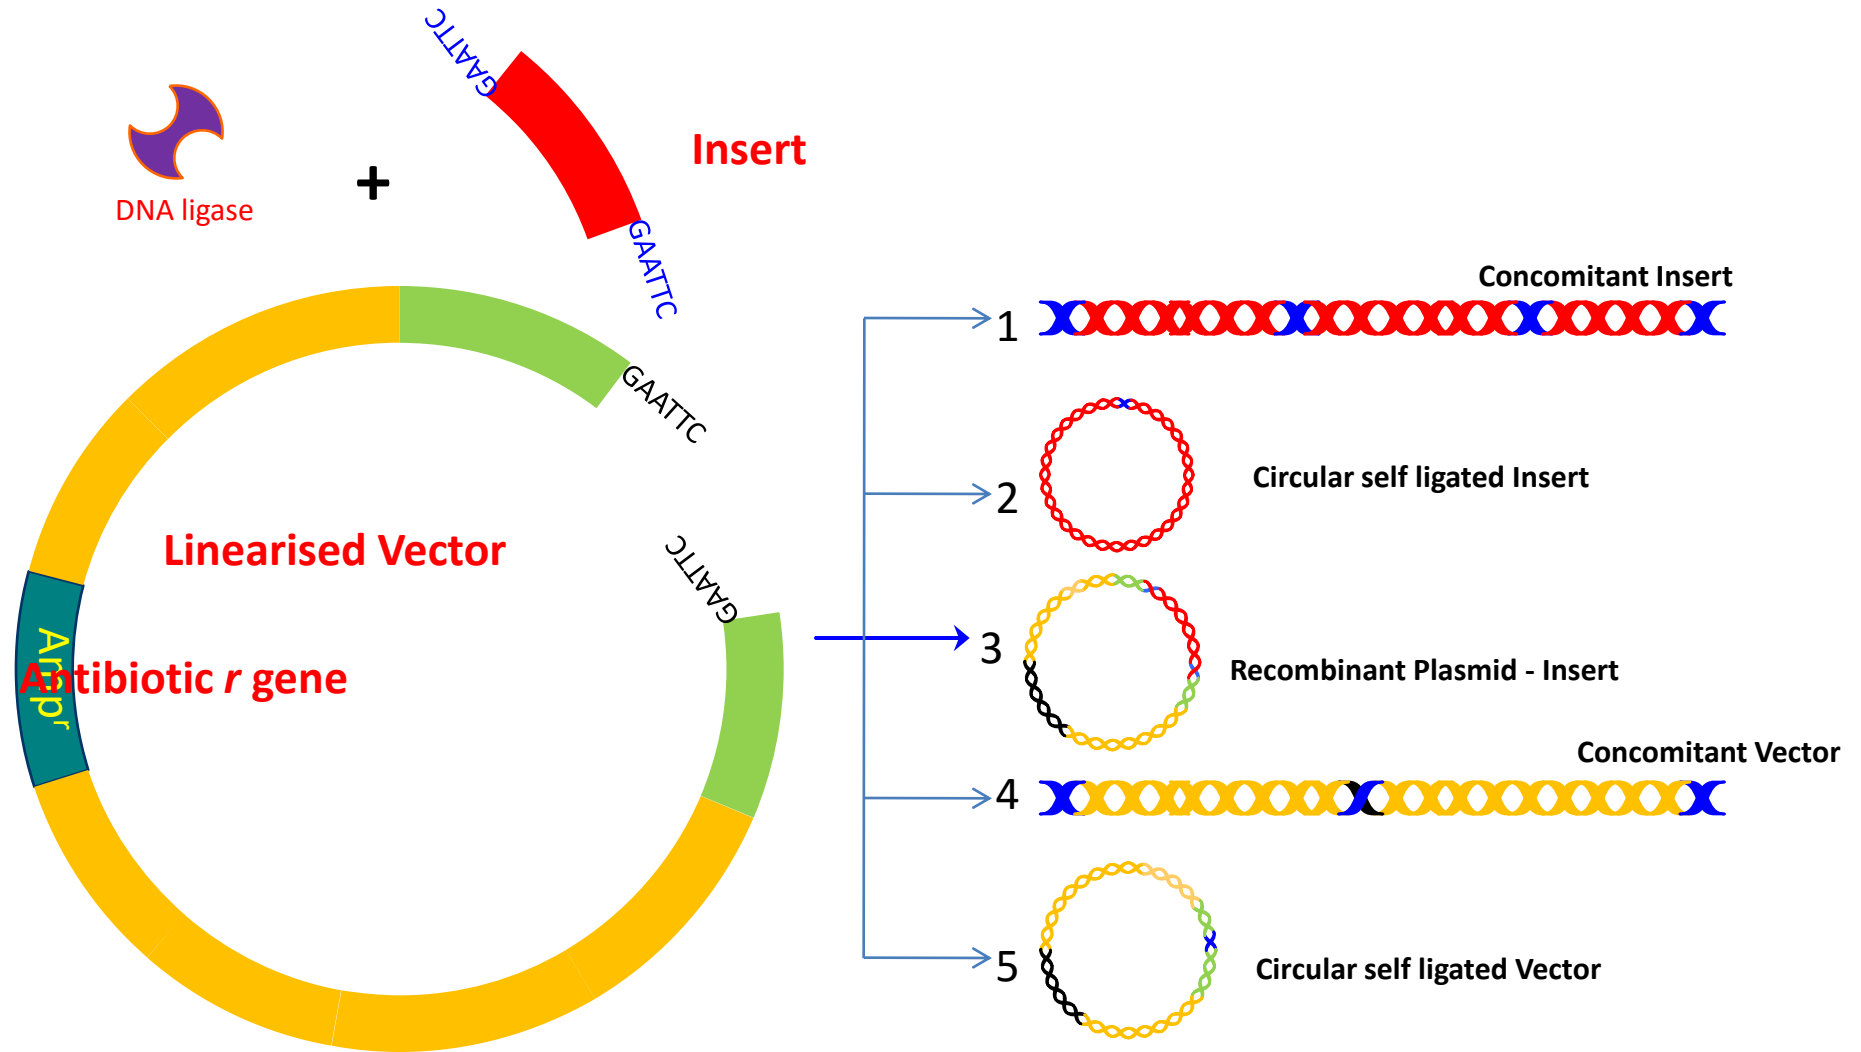 GAATTC
DNA ligase
+
Insert
GAATTC
GAATTC
GAATTC
Linearised Vector
Ampr
Antibiotic r gene
1
Concomitant Insert
2
Circular self ligated Insert
3
Recombinant Plasmid - Insert
4
Concomitant Vector
5
Circular self ligated Vector